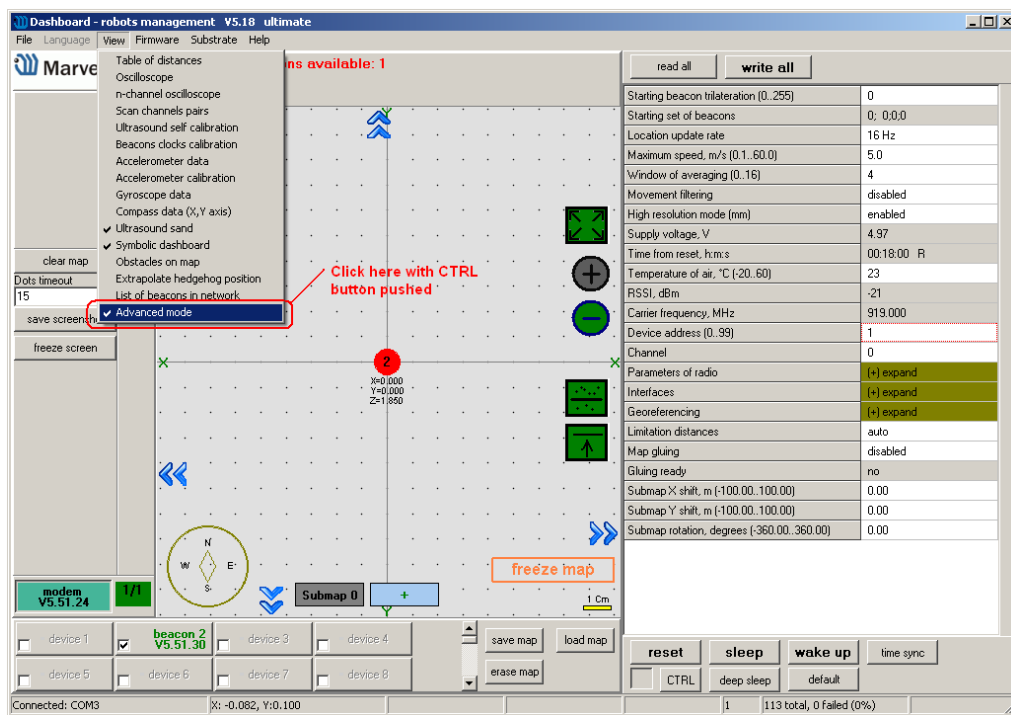 Dashboard - robots management V5.18 ultimate
File Language View Firmware Substrate Help
Marve
ns available: 1
Table of distances
Oscilloscope
n-channel oscilloscope
Scan channels pairs
Ultrasound self calibration
Beacons clocks calibration
Accelerometer data
Accelerometer calibration
Gyroscope data
Compass data (X,Y axis)
Ultrasound sand
Symbolic dashboard
Obstacles on map
Extrapolate hedgehog position
List of beacons in network
Advanced mode
clear map
Dots timeout
15
save screensho
freeze screen
Click here with CTRL
button pushed
Y
X
X
2
X=0.000
Y=0.000
Z=1.850
N
W E
S
Submap 0
+
freeze map
1 Cm
Y
modem
V5.51.24
1/1
device 1
beacon 2
V5.51.30
device 3
device 4
device 5
device 6
device 7
device 8
save map
load map
erase map
read all
write all
Starting beacon trilateration (0..255) 0
Starting set of beacons 0; 0;0;0
Location update rate 16 Hz
Maximum speed, m/s (0.1..60.0) 5.0
Window of averaging (0..16) 4
Movement filtering disabled
High resolution mode (mm) enabled
Supply voltage, V 4.97
Time from reset, h:m:s 00:18:00 R
Temperature of air, °C (-20..60) 23
RSSI, dBm -21
Carrier frequency, MHz 919.000
Device address (0..99) 1
Channel 0
Parameters of radio (+) expand
Interfaces (+) expand
Georeferencing (+) expand
Limitation distances auto
Map gluing disabled
Gluing ready no
Submap X shift, m (-100.00..100.00) 0.00
Submap Y shift, m (-100.00..100.00) 0.00
Submap rotation, degrees (-360.00..360.00) 0.00
reset
sleep
wake up
time sync
CTRL
deep sleep
default
Connected: COM3
X: -0.082, Y:0.100
1
113 total, 0 failed (0%)